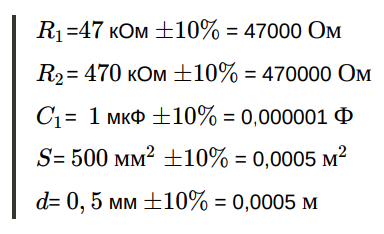 R₁=47 кОм ±10% = 47000 Ом
R₂= 470 кОм ±10% = 470000 Ом
C₁= 1 мкФ ±10% = 0,000001 Ф
S= 500 мм² ±10% = 0,0005 м²
d= 0, 5 мм ±10% = 0,0005 м